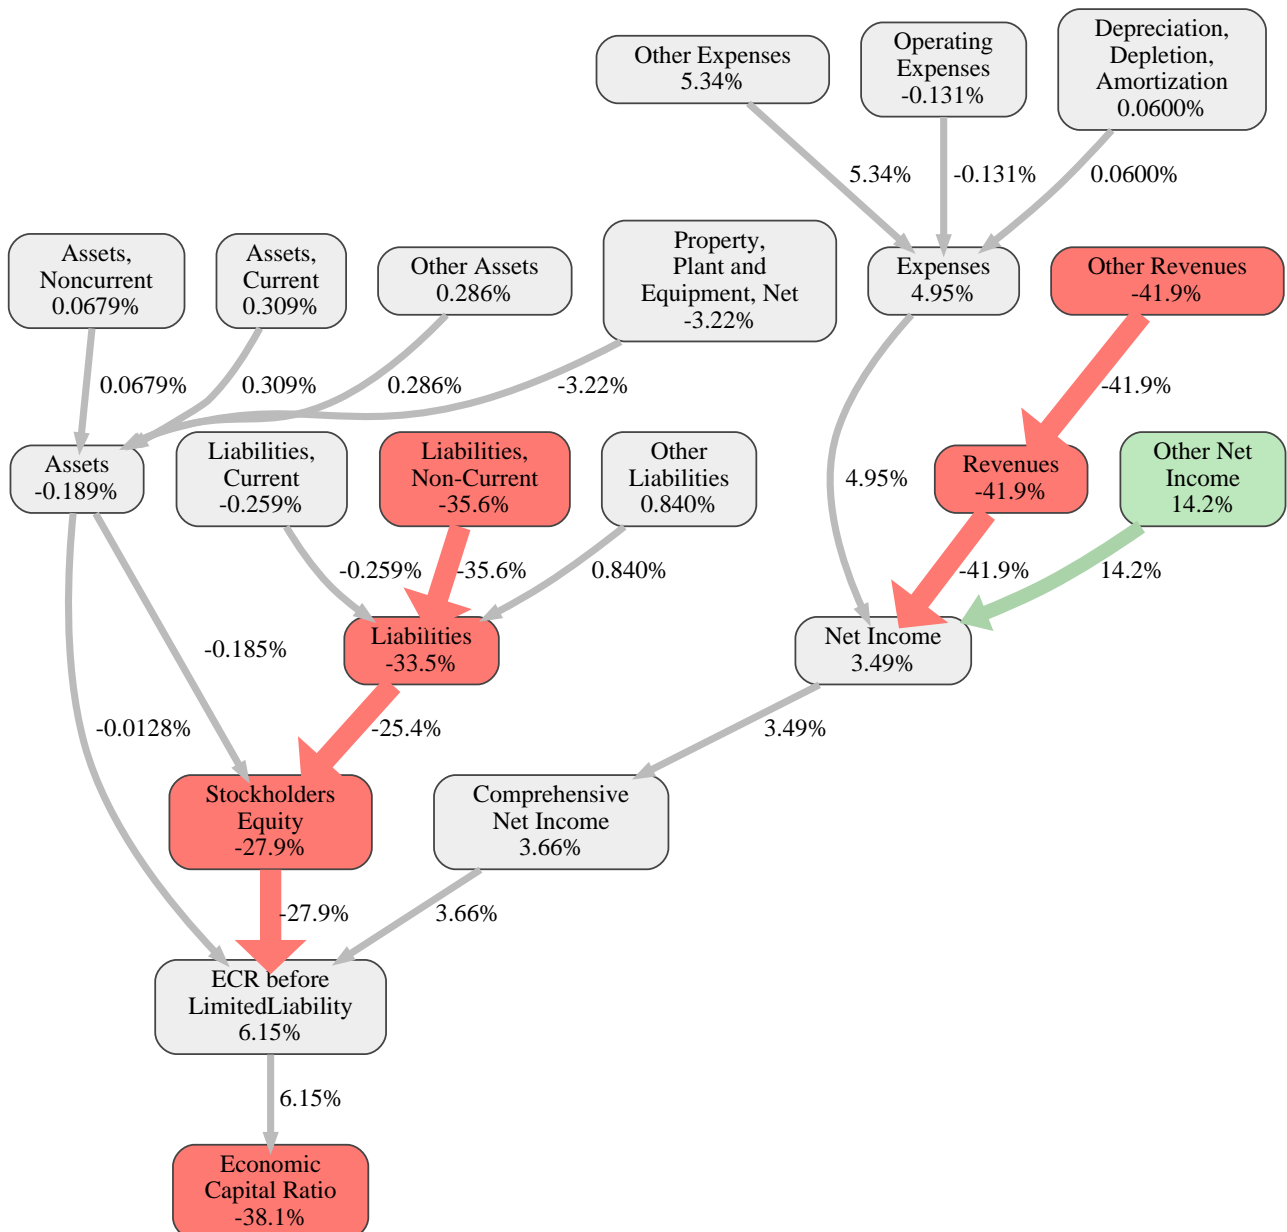 Other Expenses
5.34%
Operating
Expenses
-0.131%
Depreciation,
Depletion,
Amortization
0.0600%
5.34%
-0.131%
0.0600%
Assets,
Noncurrent
0.0679%
Assets,
Current
0.309%
Other Assets
0.286%
Property,
Plant and
Equipment, Net
-3.22%
Expenses
4.95%
Other Revenues
-41.9%
0.0679%
0.309%
0.286%
-3.22%
-41.9%
Assets
-0.189%
Liabilities,
Current
-0.259%
Liabilities,
Non-Current
-35.6%
Other
Liabilities
0.840%
4.95%
Revenues
-41.9%
Other Net
Income
14.2%
-0.259%
-35.6%
0.840%
-41.9%
14.2%
-0.185%
Liabilities
-33.5%
Net Income
3.49%
-0.0128%
-25.4%
3.49%
Stockholders
Equity
-27.9%
Comprehensive
Net Income
3.66%
-27.9%
3.66%
ECR before
LimitedLiability
6.15%
6.15%
Economic
Capital Ratio
-38.1%